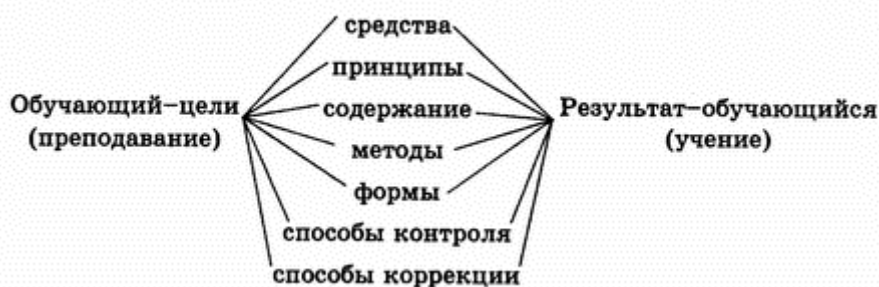 средства
принципы
Обучающий–цели
(преподавание)
содержание
методы
формы
способы контроля
способы коррекции
Результат–обучающийся
(учение)